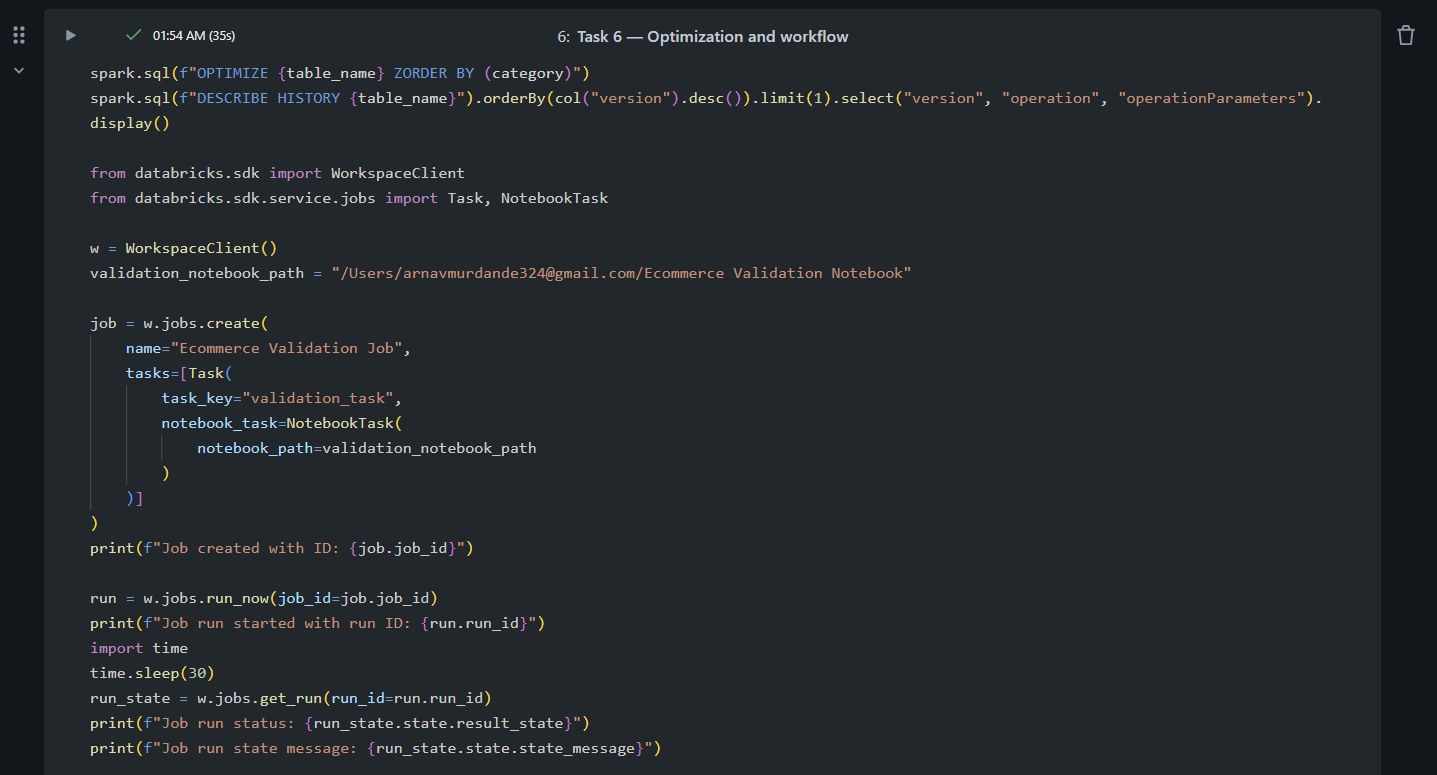 01:54 AM (35s)
6: Task 6 — Optimization and workflow
spark.sql(f"OPTIMIZE {table_name} ZORDER BY (category)")
spark.sql(f"DESCRIBE HISTORY {table_name}").orderBy(col("version").desc()).limit(1).select("version", "operation", "operationParameters").
display()

from databricks.sdk import WorkspaceClient
from databricks.sdk.service.jobs import Task, NotebookTask

w = WorkspaceClient()
validation_notebook_path = "/Users/arnavmurdande324@gmail.com/Ecommerce Validation Notebook"

job = w.jobs.create(
    name="Ecommerce Validation Job",
    tasks=[Task(
        task_key="validation_task",
        notebook_task=NotebookTask(
            notebook_path=validation_notebook_path
        )
    )]
)
print(f"Job created with ID: {job.job_id}")

run = w.jobs.run_now(job_id=job.job_id)
print(f"Job run started with run ID: {run.run_id}")
import time
time.sleep(30)
run_state = w.jobs.get_run(run_id=run.run_id)
print(f"Job run status: {run_state.state.result_state}")
print(f"Job run state message: {run_state.state.state_message}")